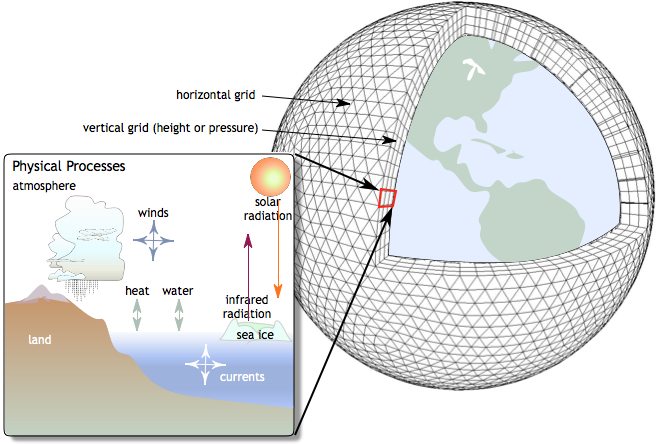 horizontal grid
vertical grid (height or pressure)
Physical Processes
atmosphere
solar
radiation
winds
heat
water
infrared
radiation
land
sea ice
currents